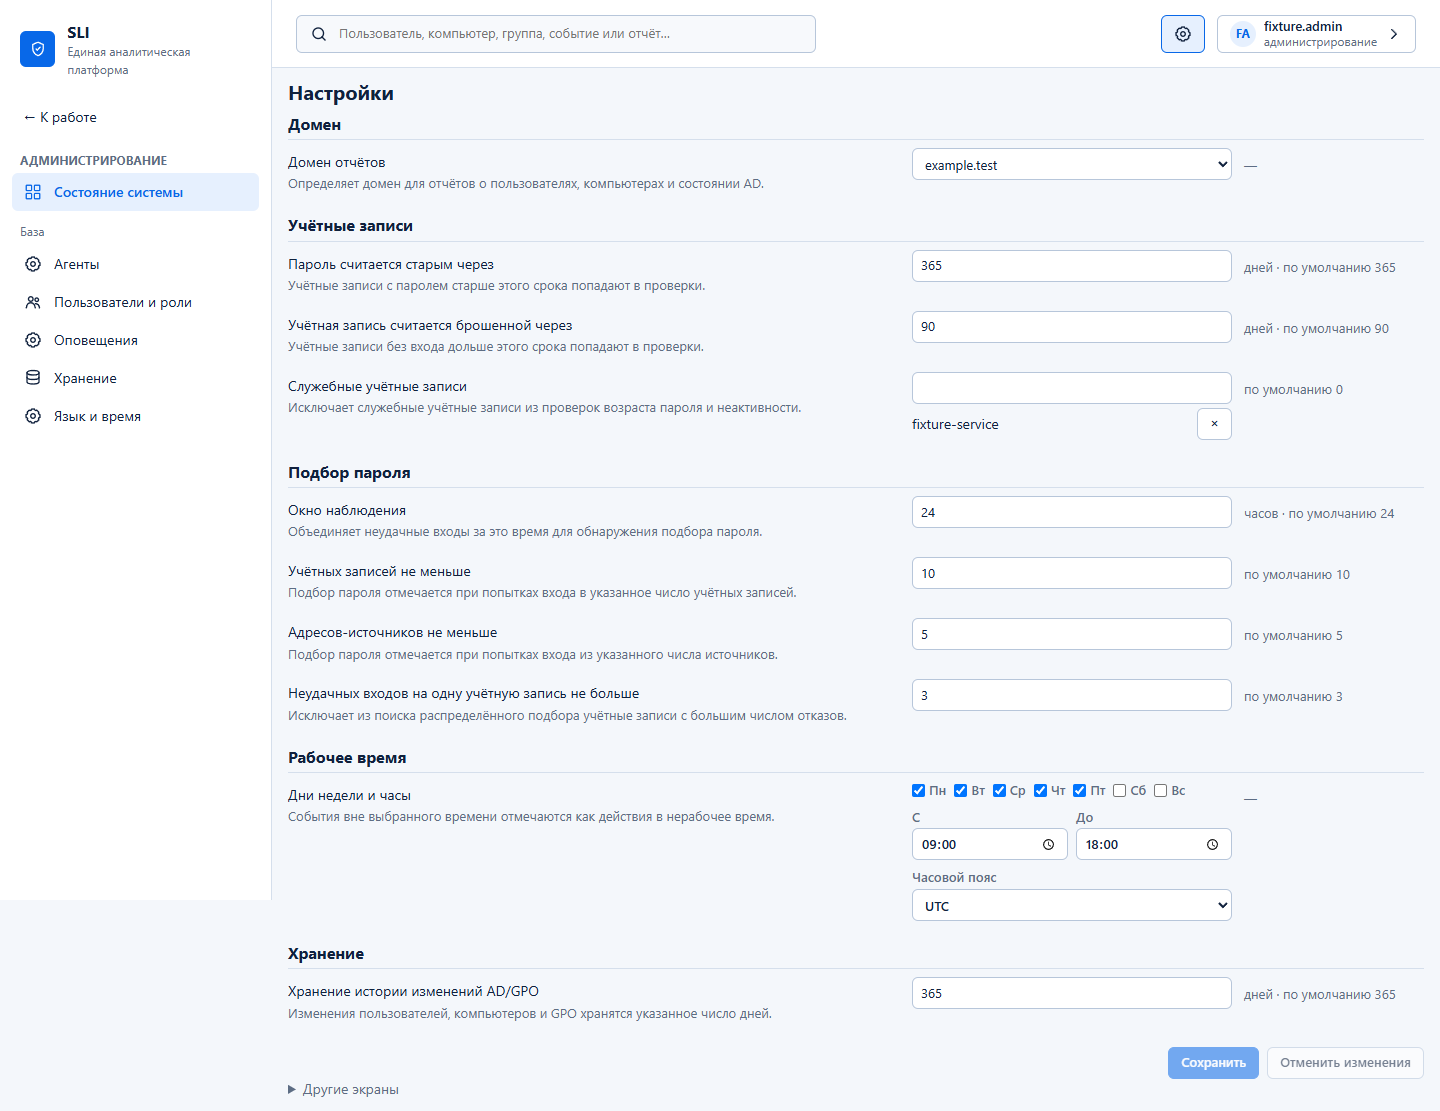 SLI
Единая аналитическая
платформа
← К работе
АДМИНИСТРИРОВАНИЕ
Состояние системы
База
Агенты
Пользователи и роли
Оповещения
Хранение
Язык и время
Пользователь, компьютер, группа, событие или отчёт...
FA
fixture.admin
администрирование
Настройки
Домен
Домен отчётов
Определяет домен для отчётов о пользователях, компьютерах и состоянии AD.
example.test
—
Учётные записи
Пароль считается старым через
Учётные записи с паролем старше этого срока попадают в проверки.
365
дней · по умолчанию 365
Учётная запись считается брошенной через
Учётные записи без входа дольше этого срока попадают в проверки.
90
дней · по умолчанию 90
Служебные учётные записи
Исключает служебные учётные записи из проверок возраста пароля и неактивности.
по умолчанию 0
fixture-service
×
Подбор пароля
Окно наблюдения
Объединяет неудачные входы за это время для обнаружения подбора пароля.
24
часов · по умолчанию 24
Учётных записей не меньше
Подбор пароля отмечается при попытках входа в указанное число учётных записей.
10
по умолчанию 10
Адресов-источников не меньше
Подбор пароля отмечается при попытках входа из указанного числа источников.
5
по умолчанию 5
Неудачных входов на одну учётную запись не больше
Исключает из поиска распределённого подбора учётные записи с большим числом отказов.
3
по умолчанию 3
Рабочее время
Дни недели и часы
События вне выбранного времени отмечаются как действия в нерабочее время.
Пн Вт Ср Чт Пт Сб Вс
—
С До
09:00 18:00
Часовой пояс
UTC
Хранение
Хранение истории изменений AD/GPO
Изменения пользователей, компьютеров и GPO хранятся указанное число дней.
365
дней · по умолчанию 365
Сохранить
Отменить изменения
Другие экраны